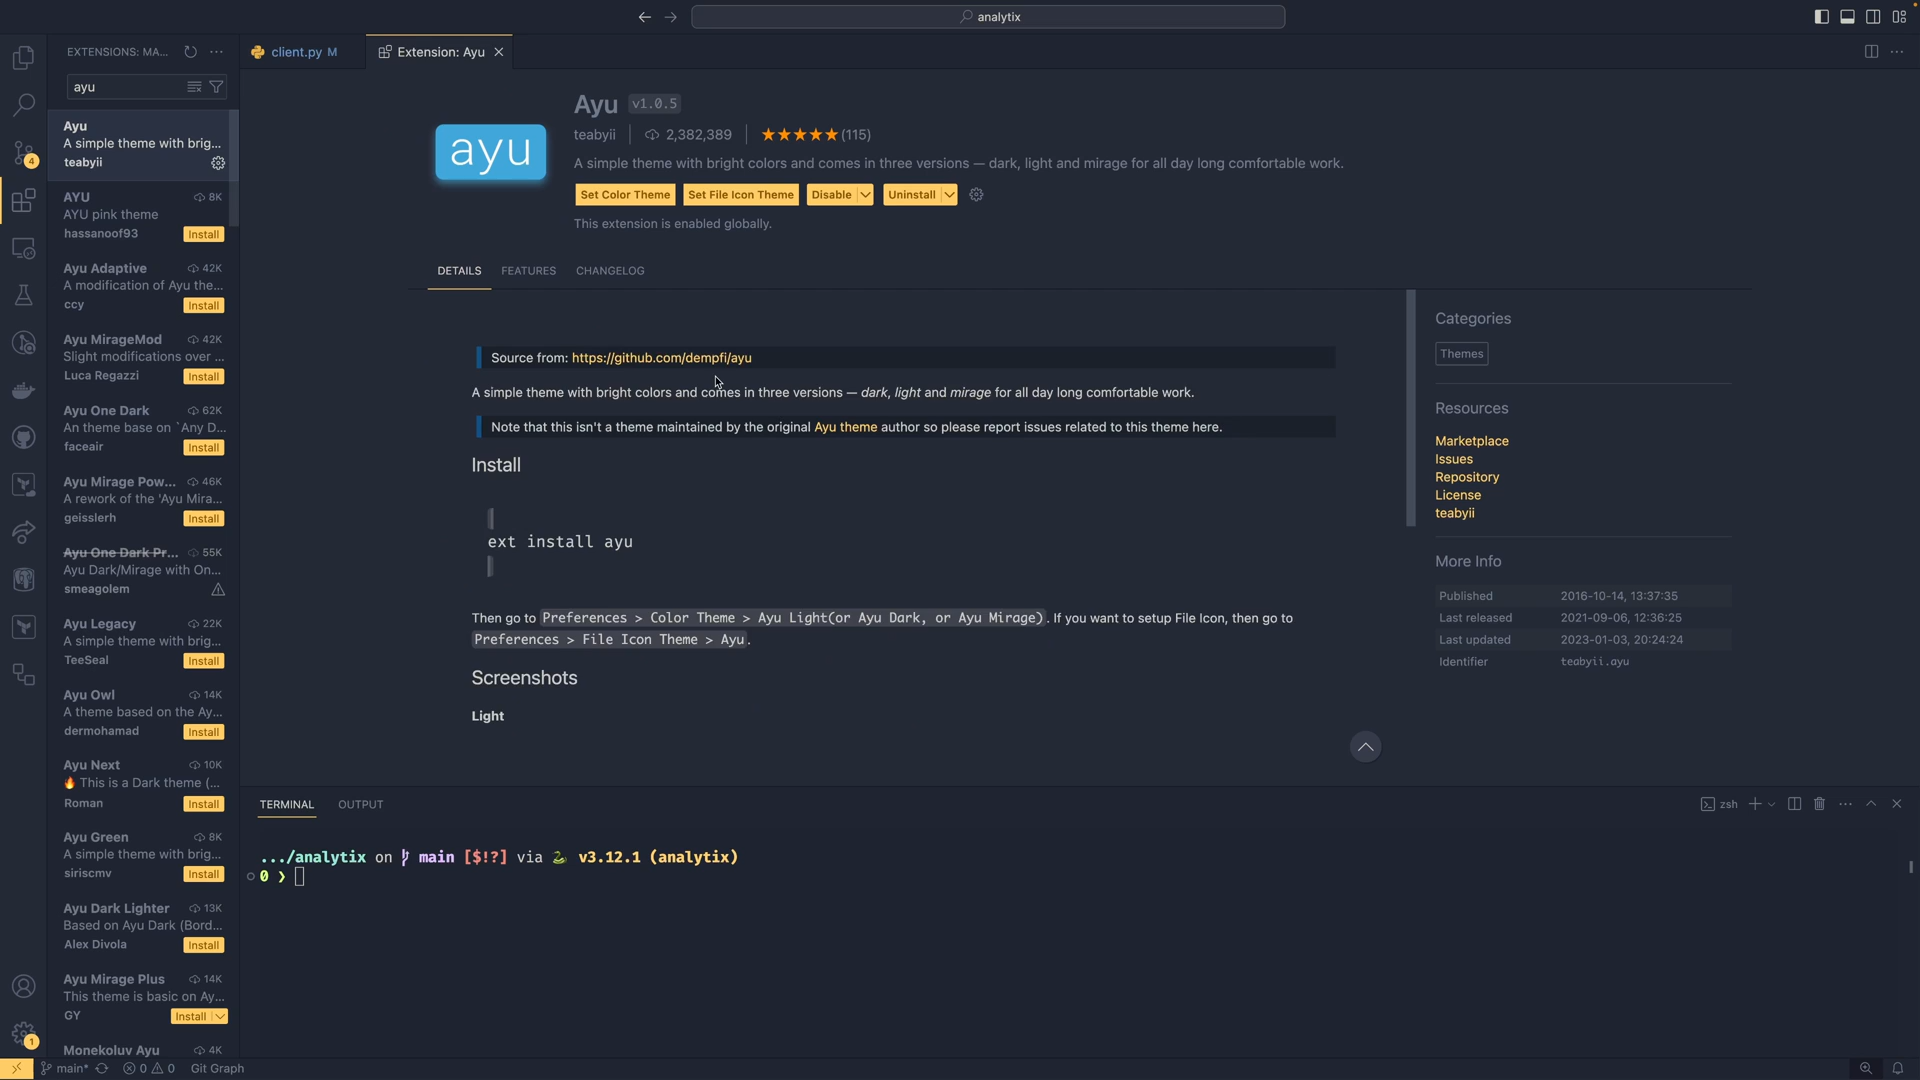 analytix
EXTENSIONS: MA...
client.py M
Extension: Ayu
ayu
Ayu
A simple theme with brig...
teabyii
AYU 8K
AYU pink theme
hassanoof93 Install
Ayu Adaptive 42K
A modification of Ayu the...
ccy Install
Ayu MirageMod 42K
Slight modifications over ...
Luca Regazzi Install
Ayu One Dark 62K
An theme base on `Any D...
faceair Install
Ayu Mirage Pow... 46K
A rework of the 'Ayu Mira...
geisslerh Install
Ayu One Dark Pr... 55K
Ayu Dark/Mirage with On...
smeagolem
Ayu Legacy 22K
A simple theme with brig...
TeeSeal Install
Ayu Owl 14K
A theme based on the Ay...
dermohamad Install
Ayu Next 10K
🔥 This is a Dark theme (...
Roman Install
Ayu Green 8K
A simple theme with brig...
siriscmv Install
Ayu Dark Lighter 13K
Based on Ayu Dark (Bord...
Alex Divola Install
Ayu Mirage Plus 14K
This theme is basic on Ay...
GY Install
Monekoluv Ayu 4K
4
1
ayu
Ayu v1.0.5
teabyii 2,382,389 ★★★★★ (115)
A simple theme with bright colors and comes in three versions — dark, light and mirage for all day long comfortable work.
Set Color Theme Set File Icon Theme Disable Uninstall
This extension is enabled globally.
DETAILS FEATURES CHANGELOG
Source from: https://github.com/dempfi/ayu
A simple theme with bright colors and comes in three versions — dark, light and mirage for all day long comfortable work.
Note that this isn't a theme maintained by the original Ayu theme author so please report issues related to this theme here.
Install
ext install ayu
Then go to Preferences > Color Theme > Ayu Light(or Ayu Dark, or Ayu Mirage). If you want to setup File Icon, then go to
Preferences > File Icon Theme > Ayu.
Screenshots
Light
Categories
Themes
Resources
Marketplace
Issues
Repository
License
teabyii
More Info
Published 2016-10-14, 13:37:35
Last released 2021-09-06, 12:36:25
Last updated 2023-01-03, 20:24:24
Identifier teabyii.ayu
TERMINAL OUTPUT
zsh
.../analytix on main [$!?] via 🐍 v3.12.1 (analytix)
0 ❯
main* 0 0 Git Graph